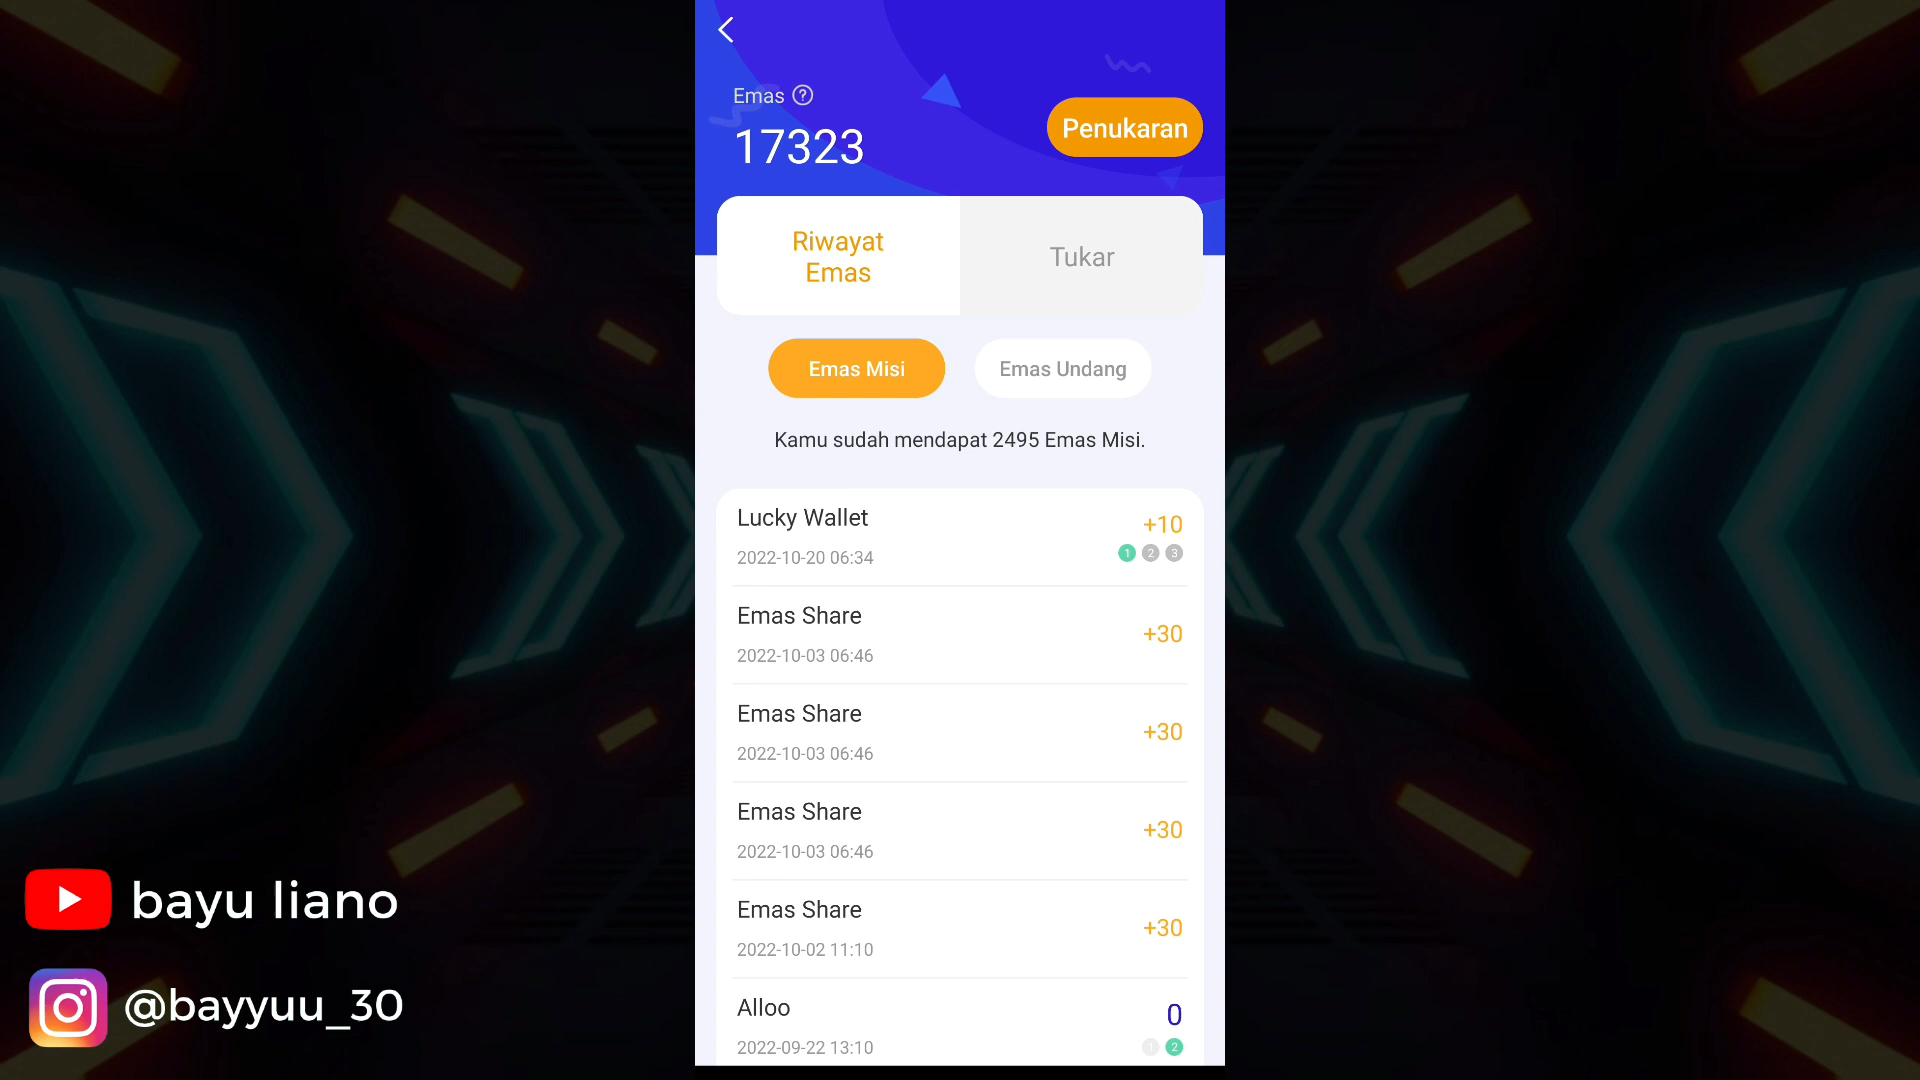 Emas ?
17323
Penukaran
Riwayat
Emas
Tukar
Emas Misi
Emas Undang
Kamu sudah mendapat 2495 Emas Misi.
Lucky Wallet
+10
2022-10-20 06:34
1 2 3
Emas Share
+30
2022-10-03 06:46
Emas Share
+30
2022-10-03 06:46
Emas Share
+30
2022-10-03 06:46
Emas Share
+30
2022-10-02 11:10
Alloo
0
2022-09-22 13:10
1 2
bayu liano
@bayyuu_30